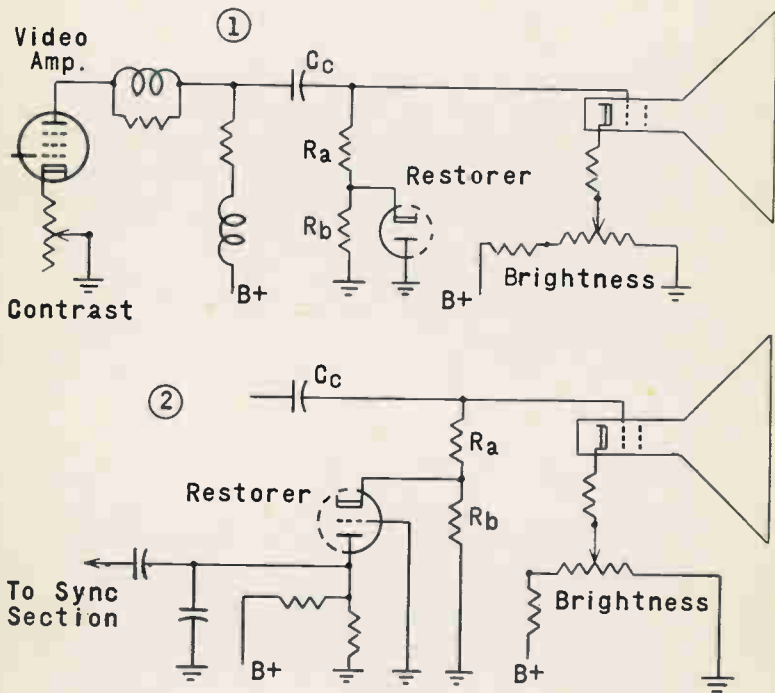 ①
Video
Amp.
Cc
Ra
Restorer
Rb
B+
B+
Brightness
Contrast
②
Cc
Ra
Restorer
Rb
To Sync
Section
Brightness
B+
B+